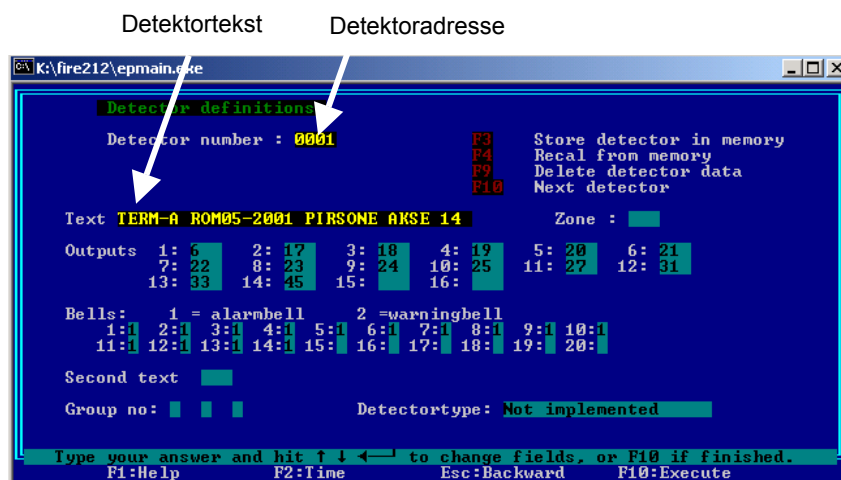 Detektortekst Detektoradresse
K:\fire212\epmain.exe
Detector definitions
Detector number : 0001
F3 Store detector in memory
F4 Recal from memory
F9 Delete detector data
F10 Next detector
Text TERM-A ROM05-2001 PIRSONE AKSE 14 Zone :
Outputs 1: 6 2: 17 3: 18 4: 19 5: 20 6: 21
7: 22 8: 23 9: 24 10: 25 11: 27 12: 31
13: 33 14: 45 15: 16:
Bells: 1 = alarmbell 2 =warningbell
1:1 2:1 3:1 4:1 5:1 6:1 7:1 8:1 9:1 10:1
11:1 12:1 13:1 14:1 15: 16: 17: 18: 19: 20:
Second text
Group no: Detectortype: Not implemented
Type your answer and hit ↑ ↓ ←┘ to change fields, or F10 if finished.
F1:Help F2:Time Esc:Backward F10:Execute